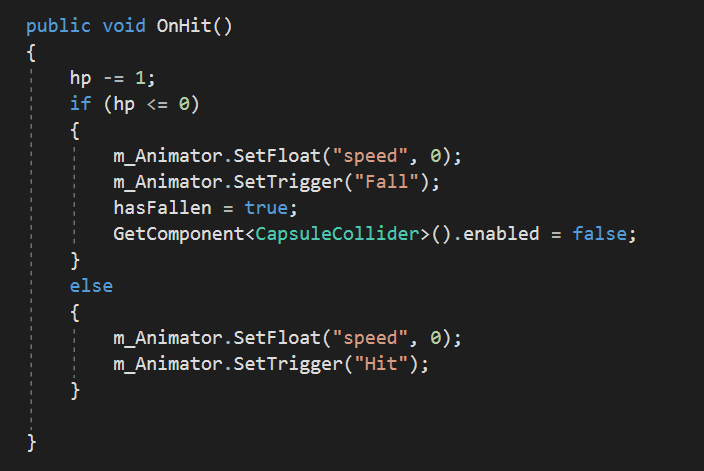 public void OnHit()
{
    hp -= 1;
    if (hp <= 0)
    {
        m_Animator.SetFloat("speed", 0);
        m_Animator.SetTrigger("Fall");
        hasFallen = true;
        GetComponent<CapsuleCollider>().enabled = false;
    }
    else
    {
        m_Animator.SetFloat("speed", 0);
        m_Animator.SetTrigger("Hit");
    }
}